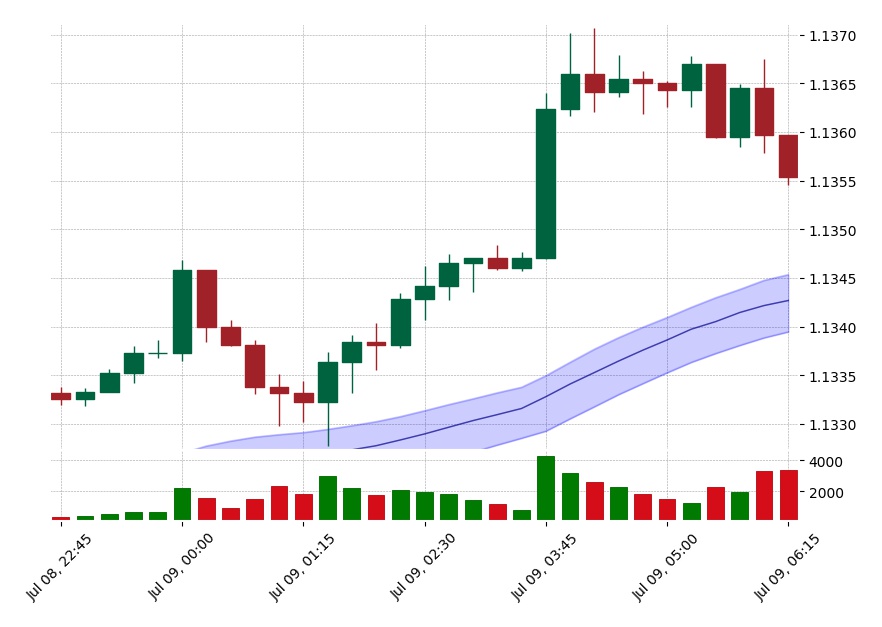 1.1370
1.1365
1.1360
1.1355
1.1350
1.1345
1.1340
1.1335
1.1330
4000
2000
Jul 08, 22:45
Jul 09, 00:00
Jul 09, 01:15
Jul 09, 02:30
Jul 09, 03:45
Jul 09, 05:00
Jul 09, 06:15